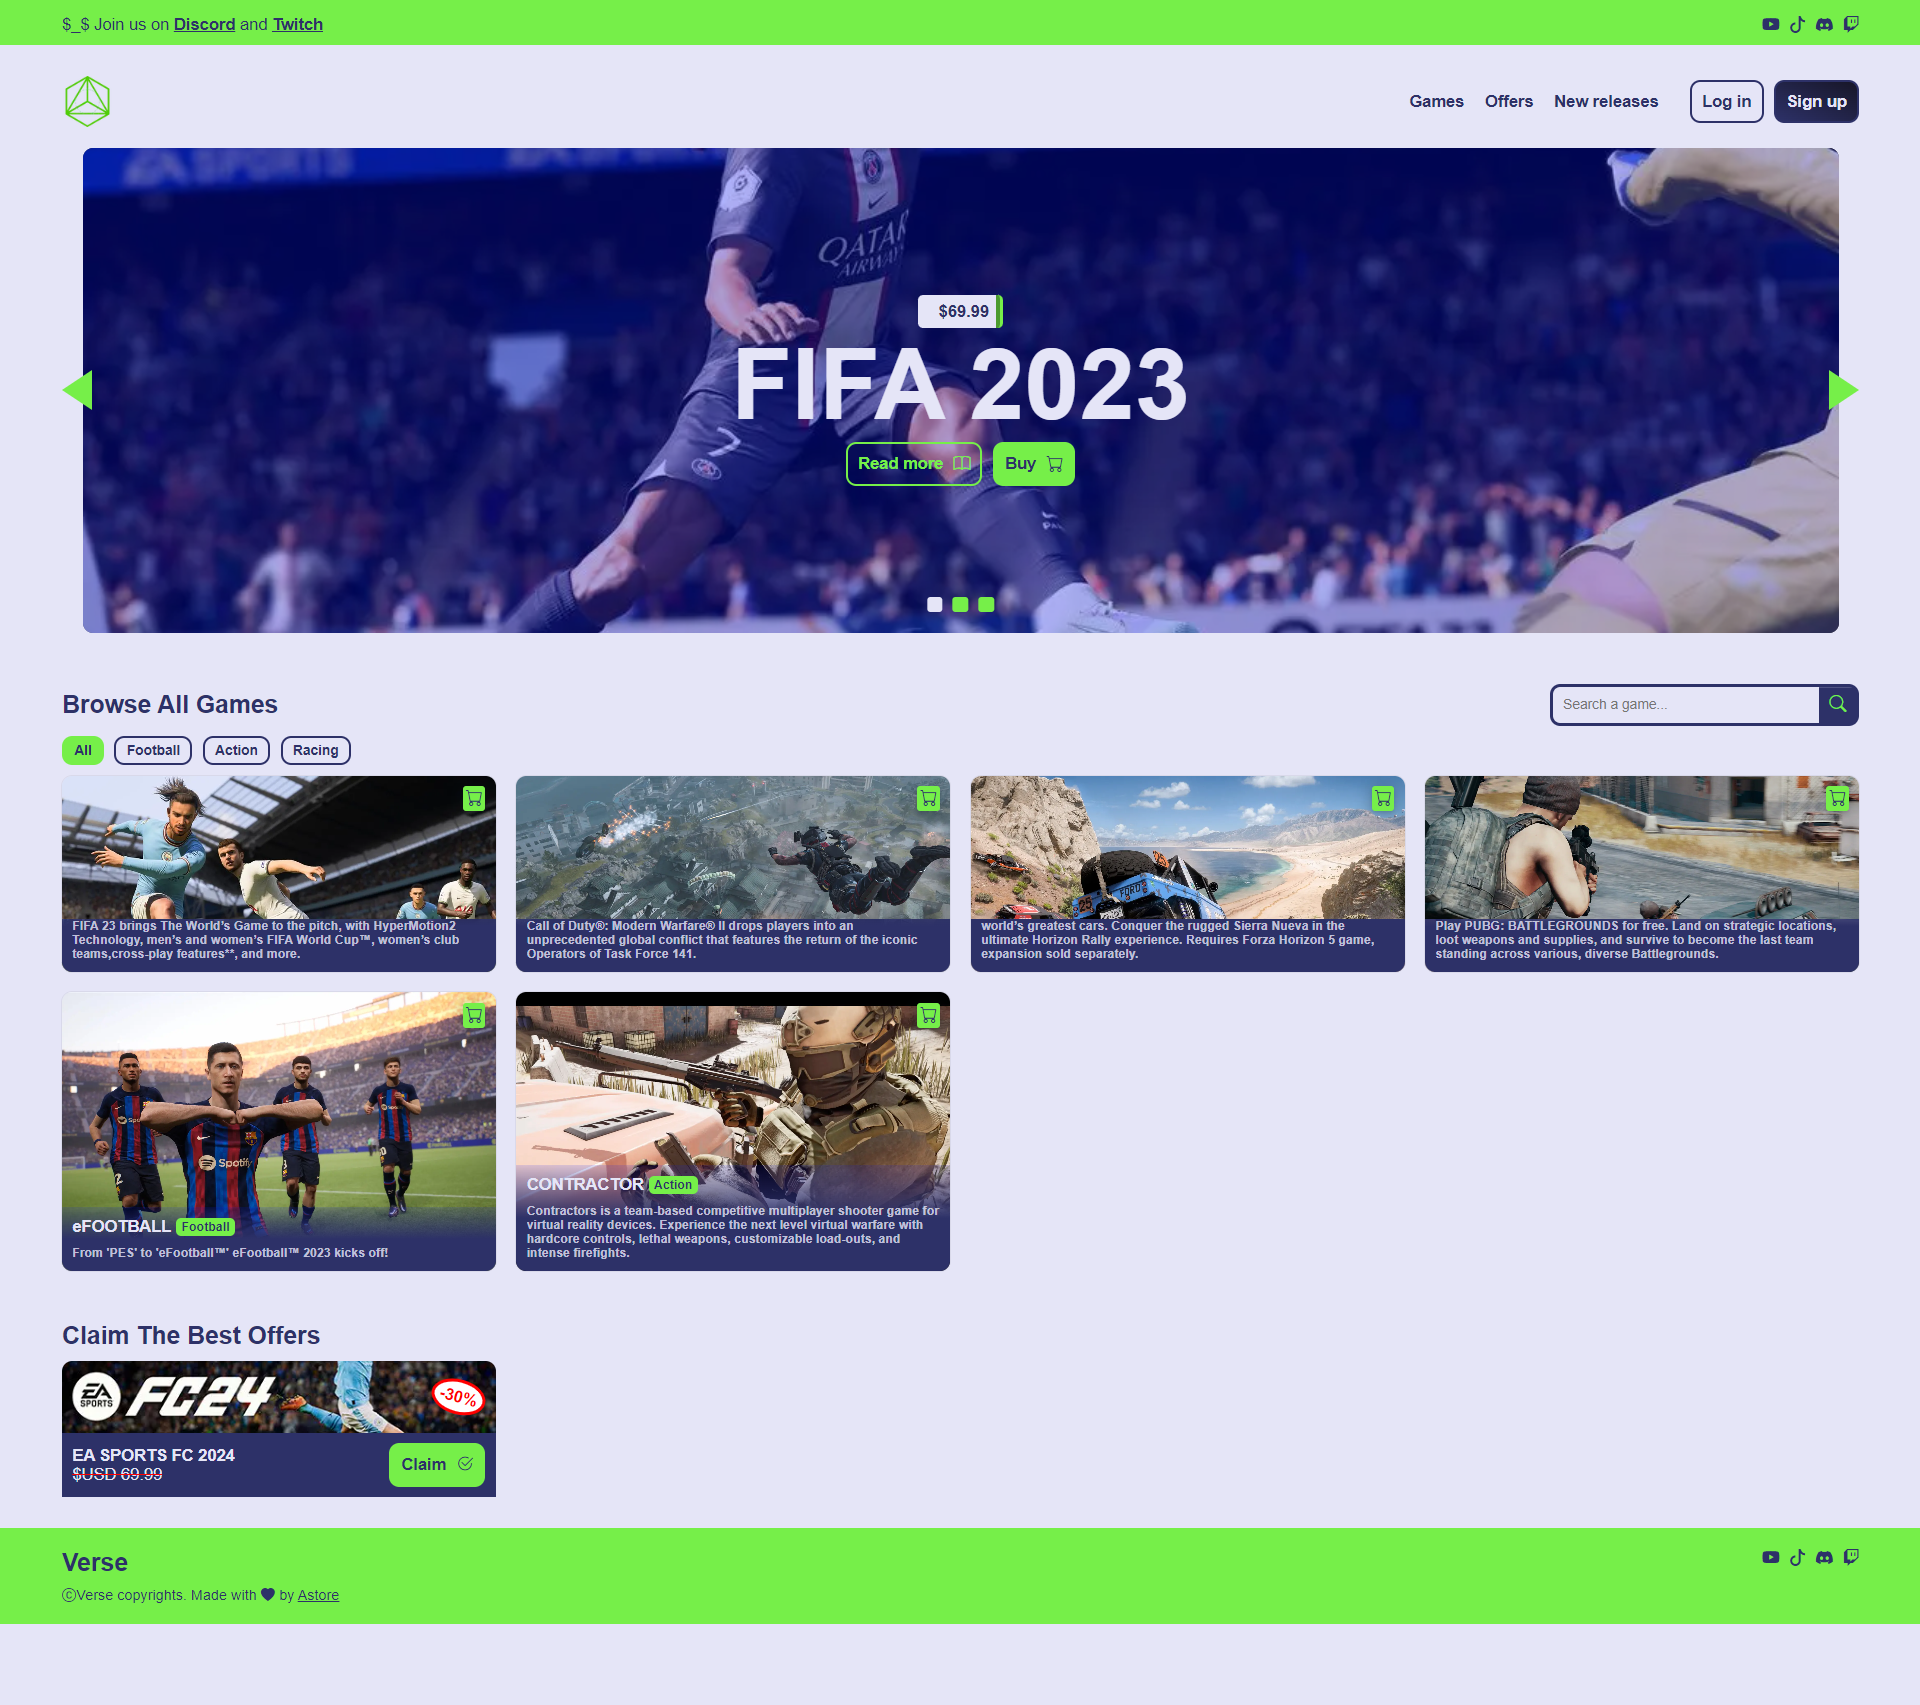 $_$ Join us on Discord and Twitch
Games
Offers
New releases
Log in
Sign up
EA SPORTS
QATAR
AIRWAYS
$69.99
FIFA 2023
7
Read more
Buy
Browse All Games
Search a game...
All
Football
Action
Racing
FIFA 23 brings The World's Game to the pitch, with HyperMotion2
Technology, men's and women's FIFA World Cup™, women's club
teams,cross-play features**, and more.
Call of Duty®: Modern Warfare® II drops players into an
unprecedented global conflict that features the return of the iconic
Operators of Task Force 141.
25
FORD
world's greatest cars. Conquer the rugged Sierra Nueva in the
ultimate Horizon Rally experience. Requires Forza Horizon 5 game,
expansion sold separately.
Play PUBG: BATTLEGROUNDS for free. Land on strategic locations,
loot weapons and supplies, and survive to become the last team
standing across various, diverse Battlegrounds.
Spotify
eFOOTBALL
Football
From 'PES' to 'eFootball™' eFootball™ 2023 kicks off!
CONTRACTOR
Action
Contractors is a team-based competitive multiplayer shooter game for
virtual reality devices. Experience the next level virtual warfare with
hardcore controls, lethal weapons, customizable load-outs, and
intense firefights.
Claim The Best Offers
EA
SPORTS
FC24
-30%
EA SPORTS FC 2024
$USD 69.99
Claim
Verse
©Verse copyrights. Made with ♥ by Astore